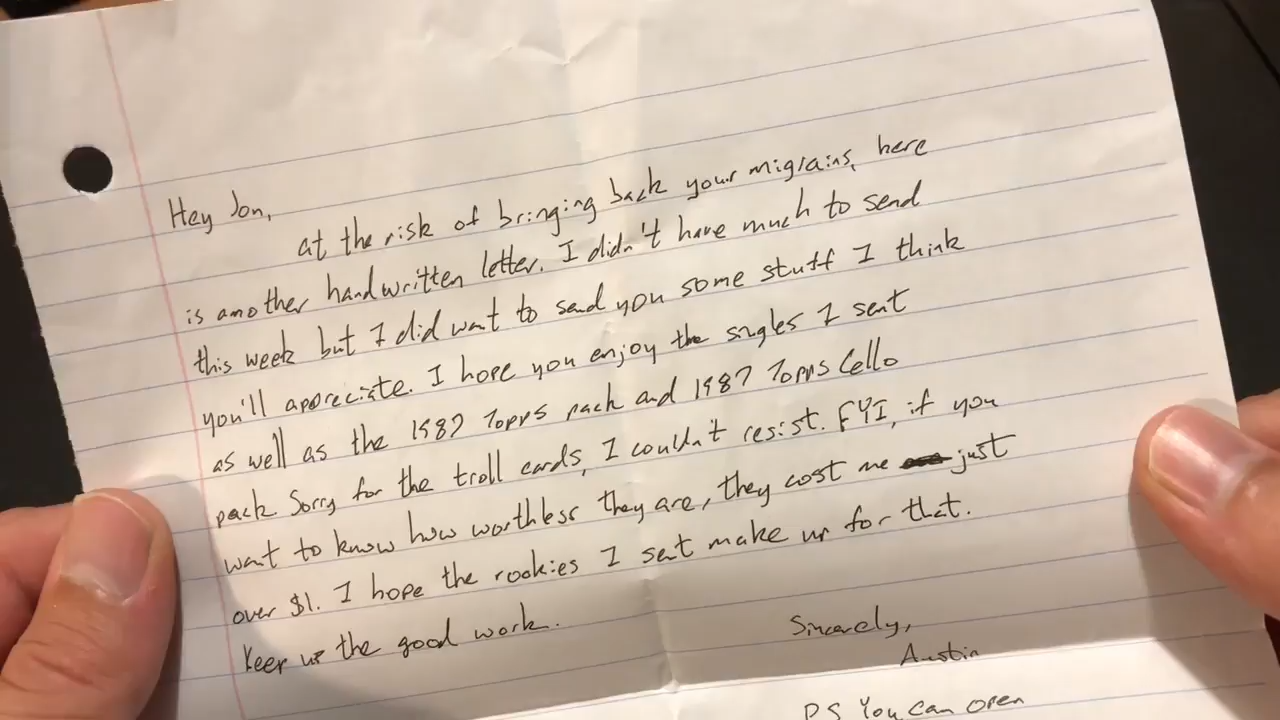 Hey Jon,
at the risk of bringing back your migrains, here
is another handwritten letter. I didn't have much to send
this week but I did want to send you some stuff I think
you'll appreciate. I hope you enjoy the singles I sent
as well as the 1987 Topps pack and 1987 Topps Cello
pack Sorry for the troll cards, I couldn't resist. FYI, if you
want to know how worthless they are, they cost me just
over $1. I hope the rookies I sent make up for that.
Keep up the good work.
Sincerely,
Austin
PS You can open